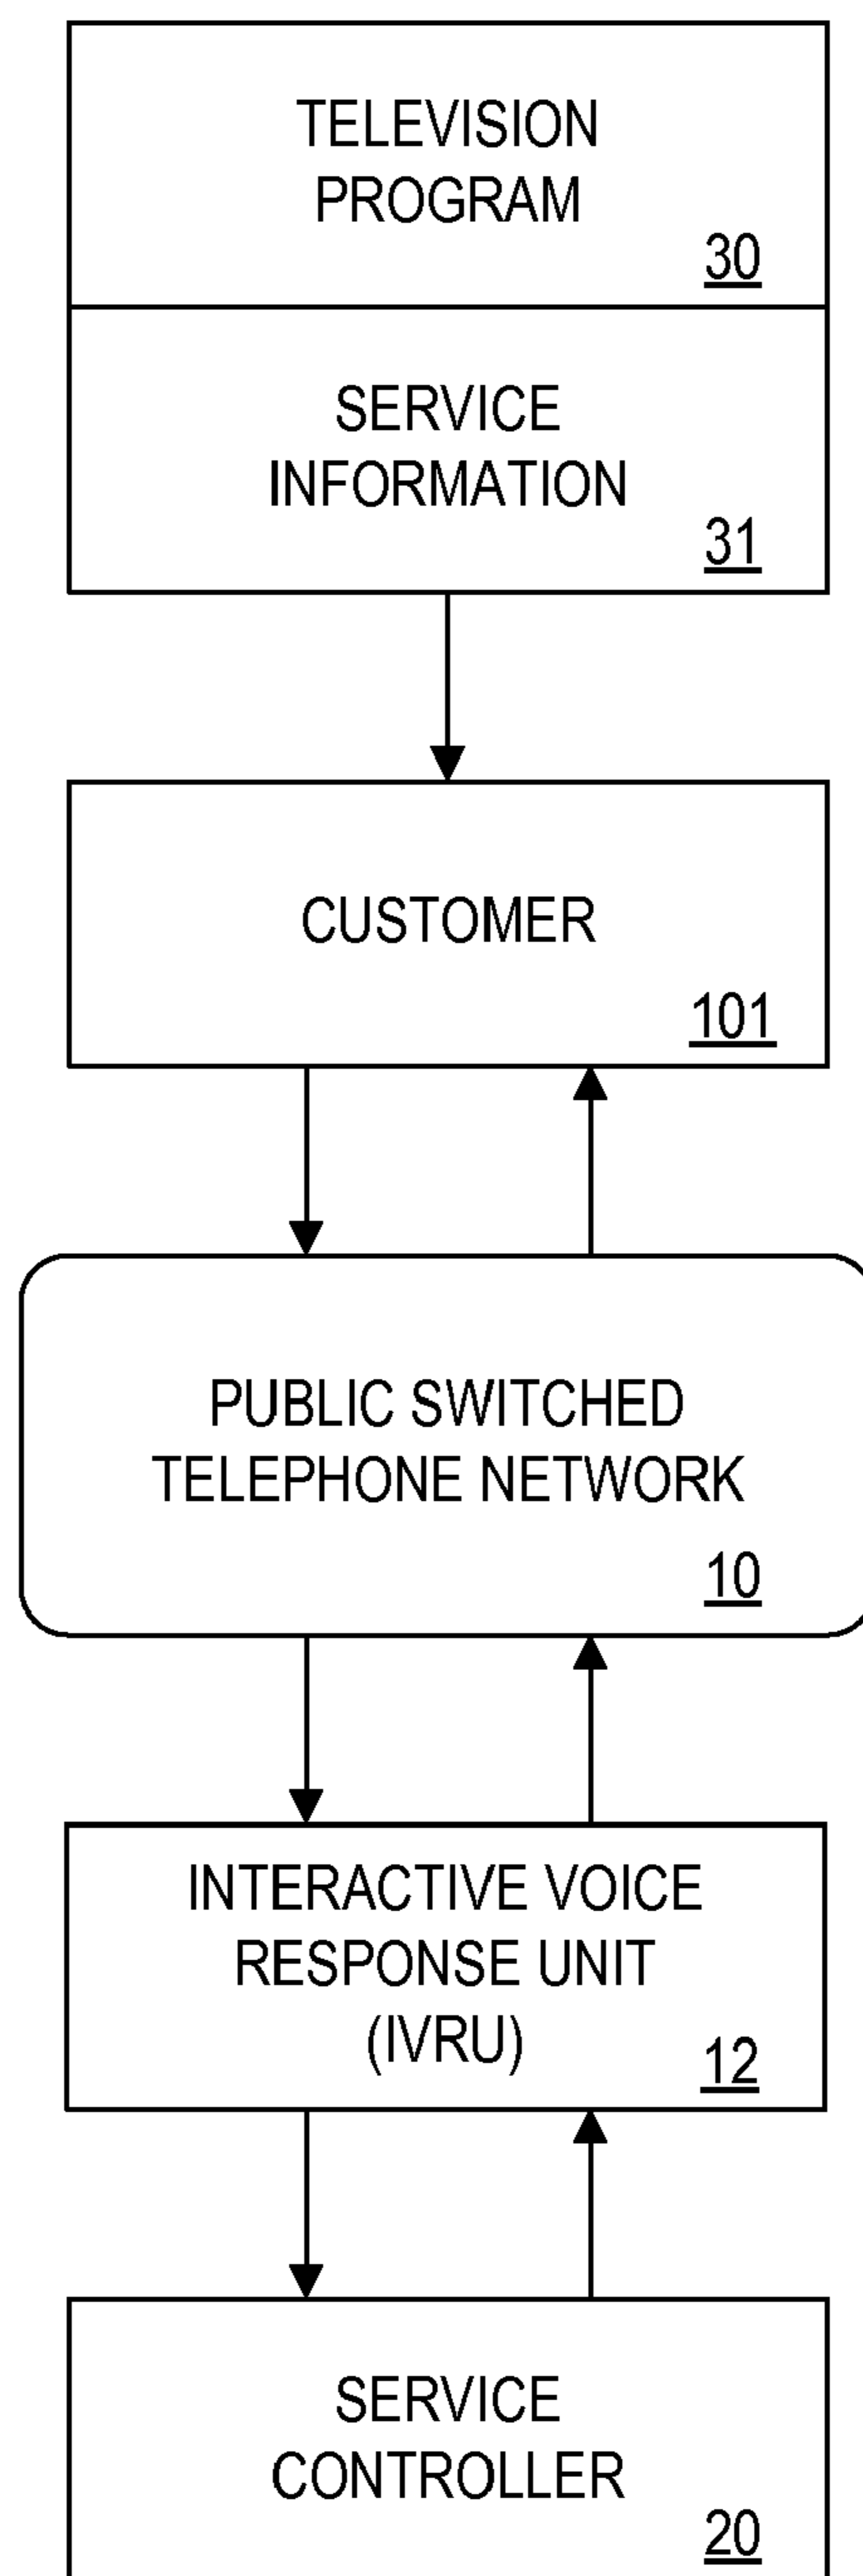 TELEVISION
PROGRAM
30
SERVICE
INFORMATION
31
CUSTOMER
101
PUBLIC SWITCHED
TELEPHONE NETWORK
10
INTERACTIVE VOICE
RESPONSE UNIT
(IVRU)
12
SERVICE
CONTROLLER
20